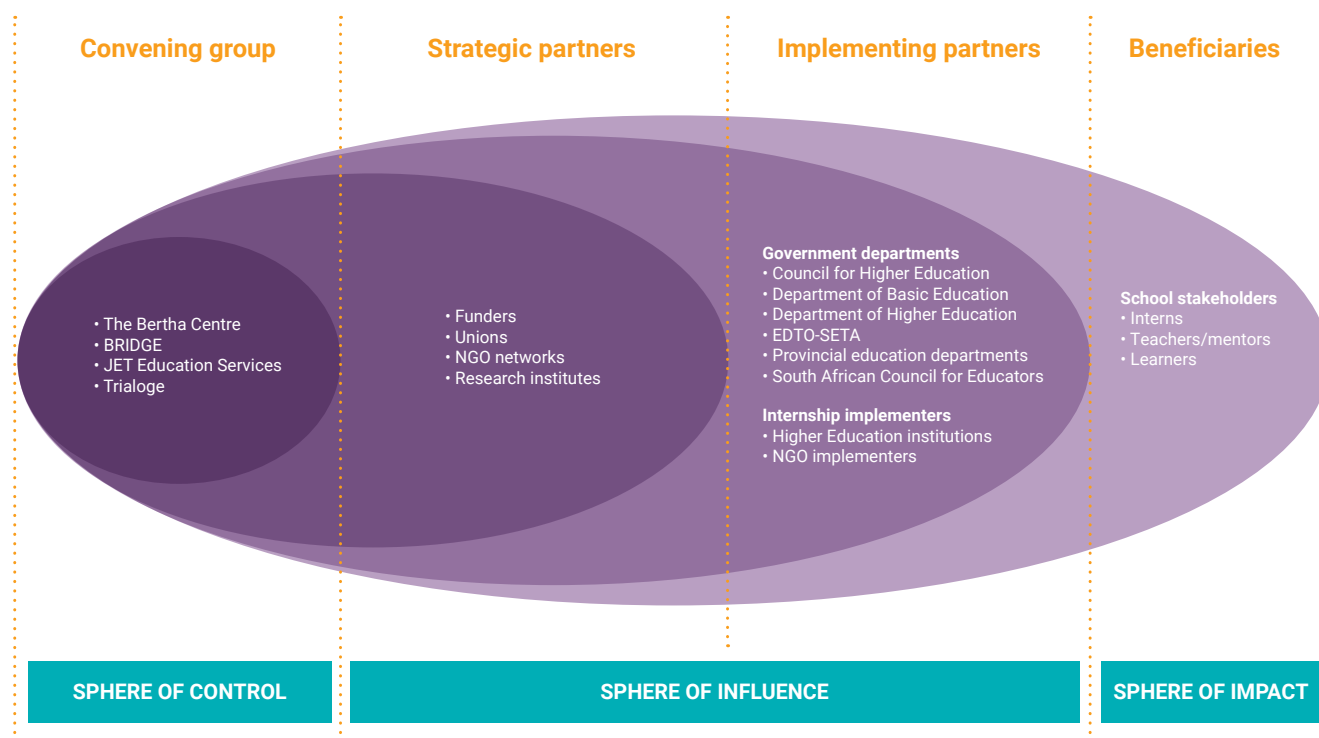 Convening group
Strategic partners
Implementing partners
Beneficiaries
• The Bertha Centre
• BRIDGE
• JET Education Services
• Trialoge
• Funders
• Unions
• NGO networks
• Research institutes
Government departments
• Council for Higher Education
• Department of Basic Education
• Department of Higher Education
• EDTO-SETA
• Provincial education departments
• South African Council for Educators
Internship implementers
• Higher Education institutions
• NGO implementers
School stakeholders
• Interns
• Teachers/mentors
• Learners
SPHERE OF CONTROL
SPHERE OF INFLUENCE
SPHERE OF IMPACT